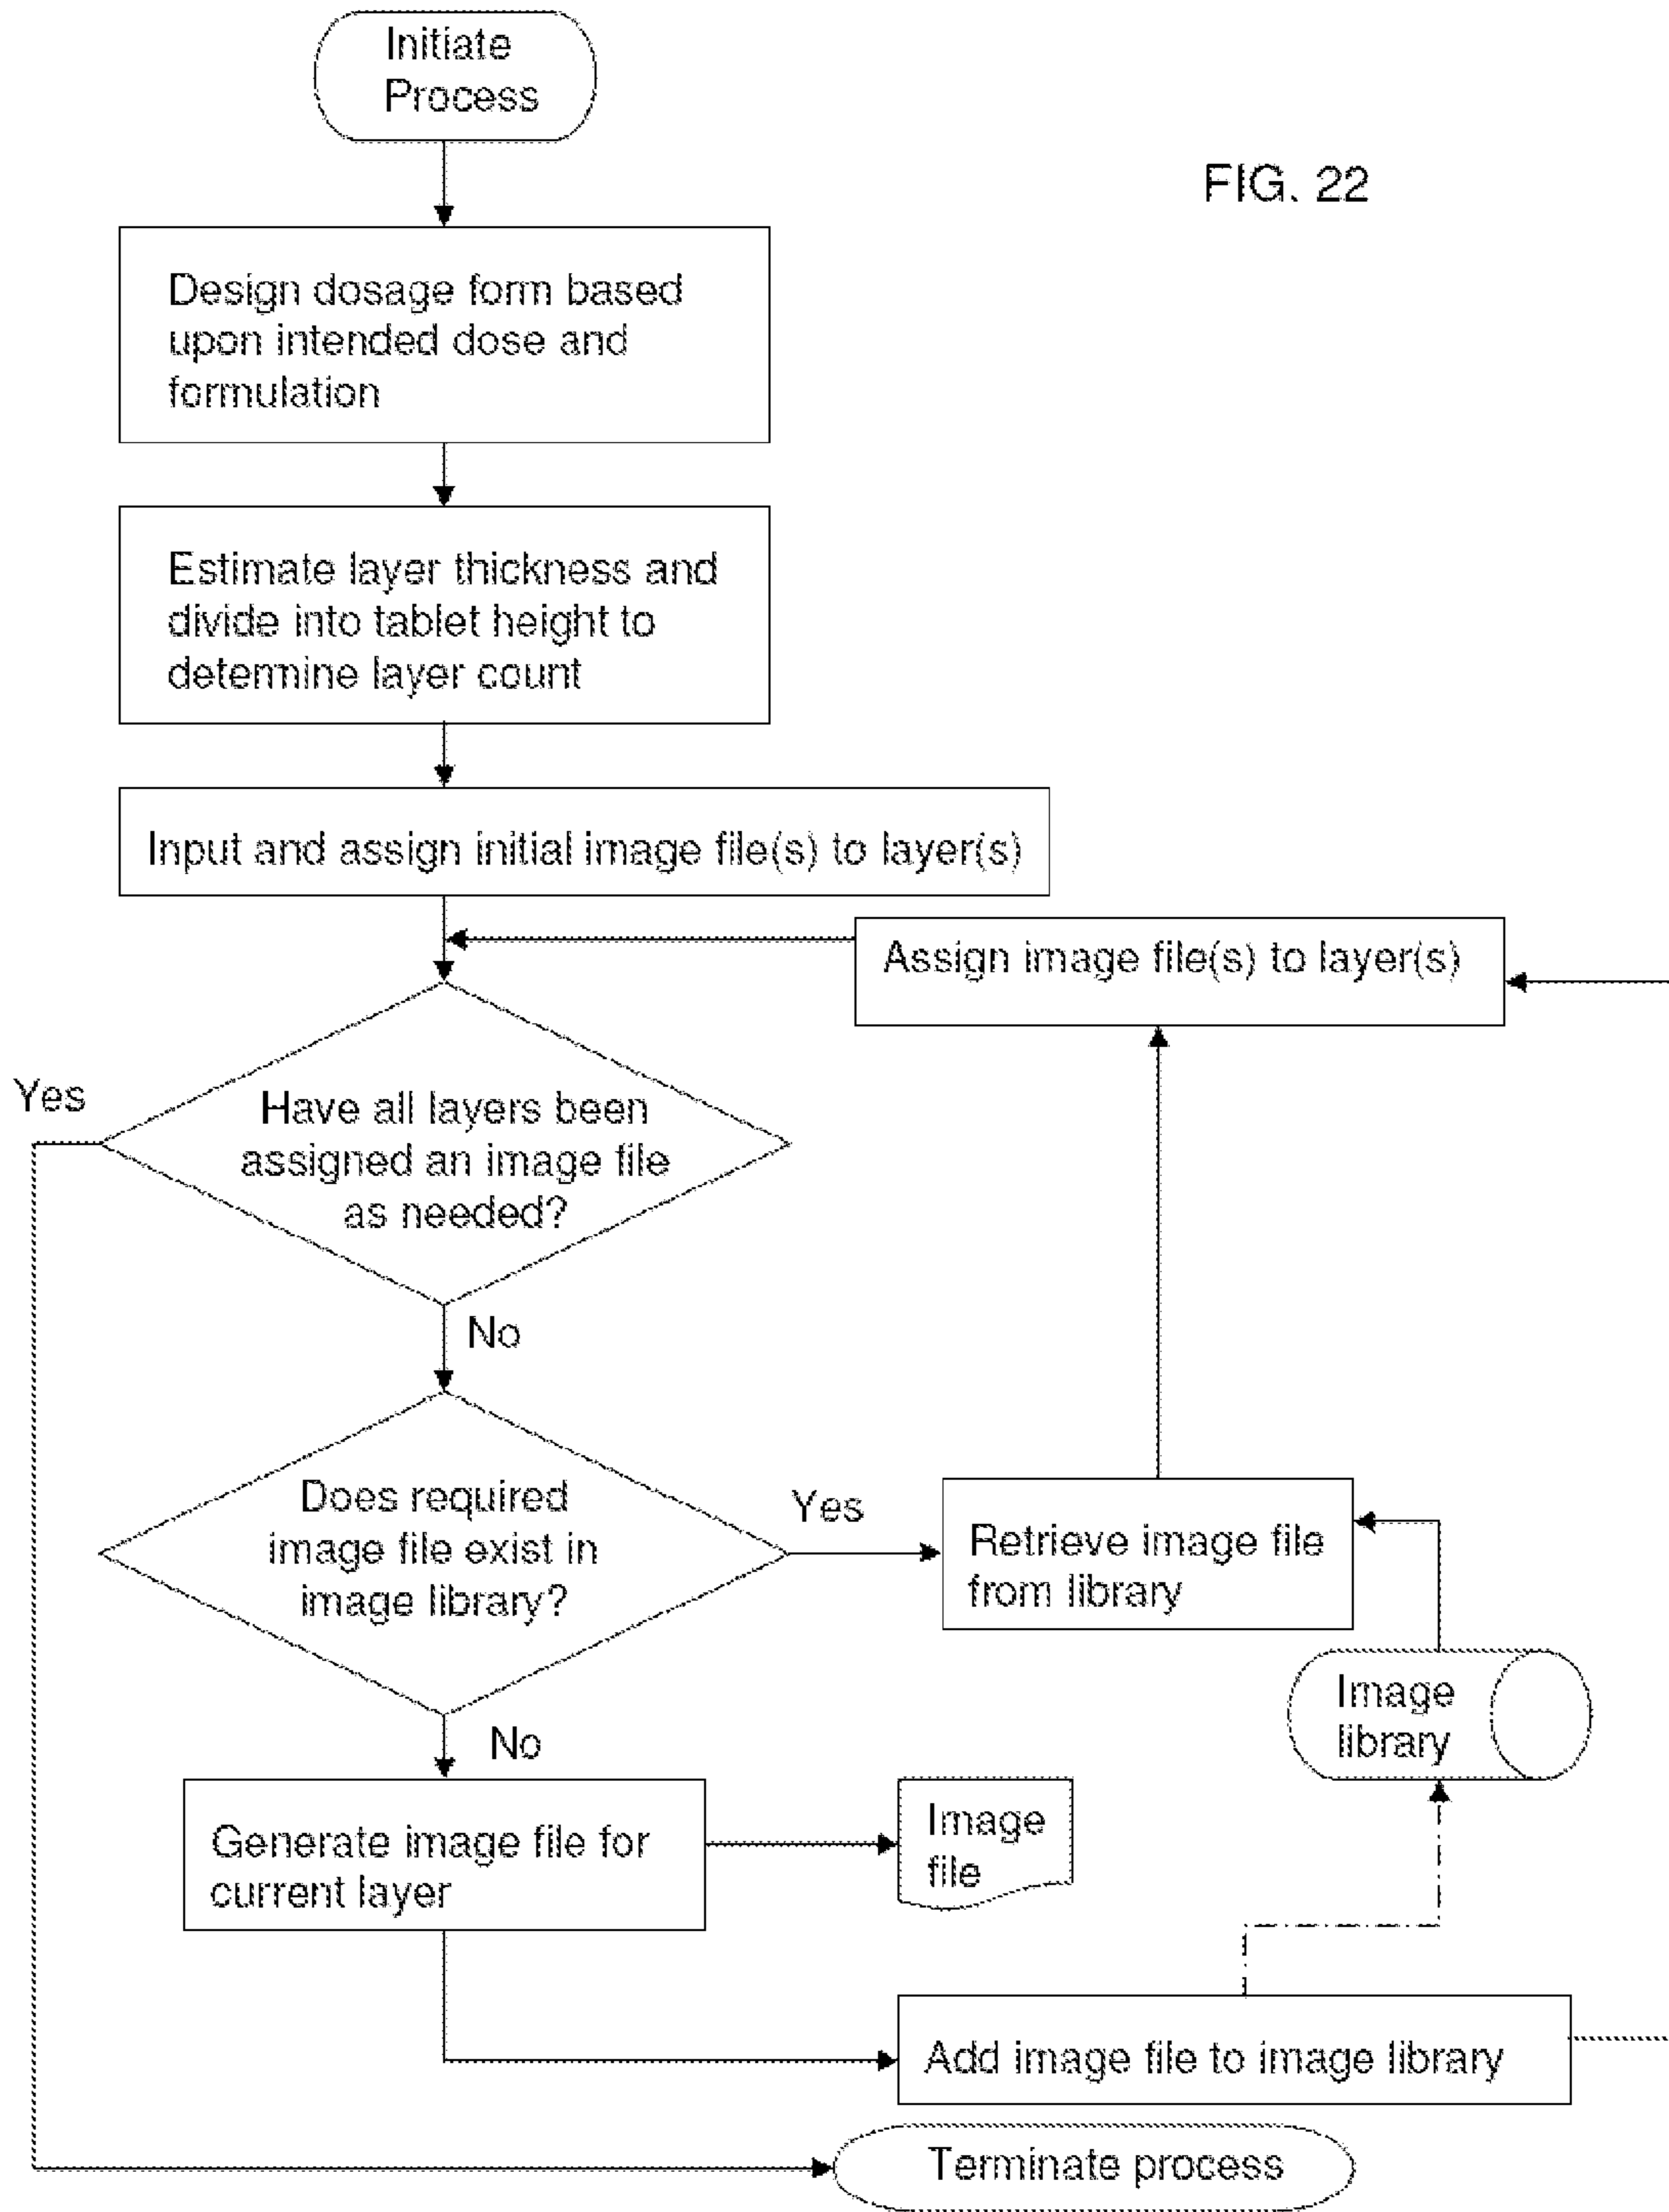 Initiate
Process
FIG. 22
Design dosage form based
upon intended dose and
formulation
Estimate layer thickness and
divide into tablet height to
determine layer count
Input and assign initial image file(s) to layer(s)
Assign image file(s) to layer(s)
Yes
Have all layers been
assigned an image file
as needed?
No
Does required
image file exist in
image library?
Yes
Retrieve image file
from library
Image
library
No
Generate image file for
current layer
Image
file
Add image file to image library
Terminate process